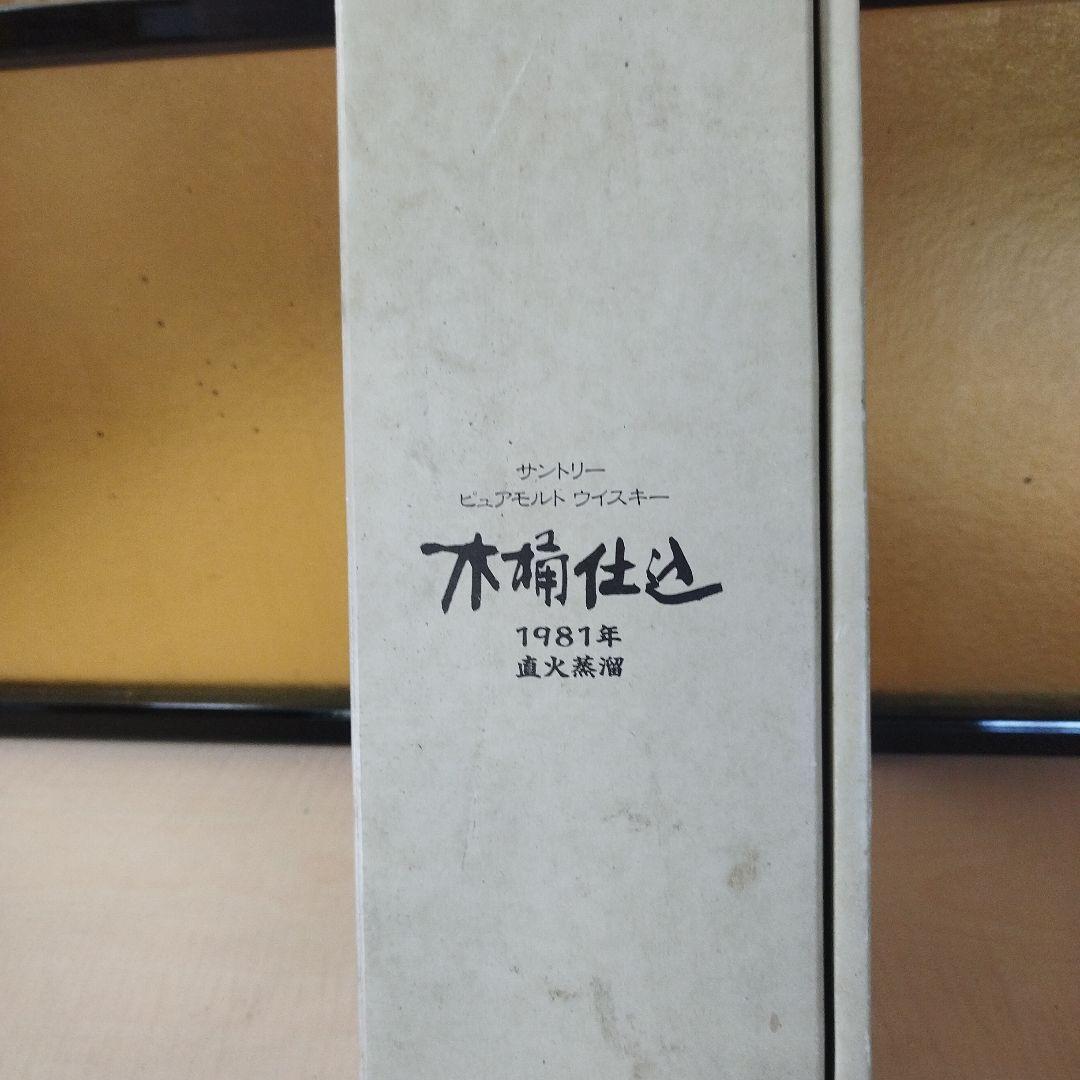 サントリー
ピュアモルト ウイスキー
木桶仕込
1981年
直火蒸溜